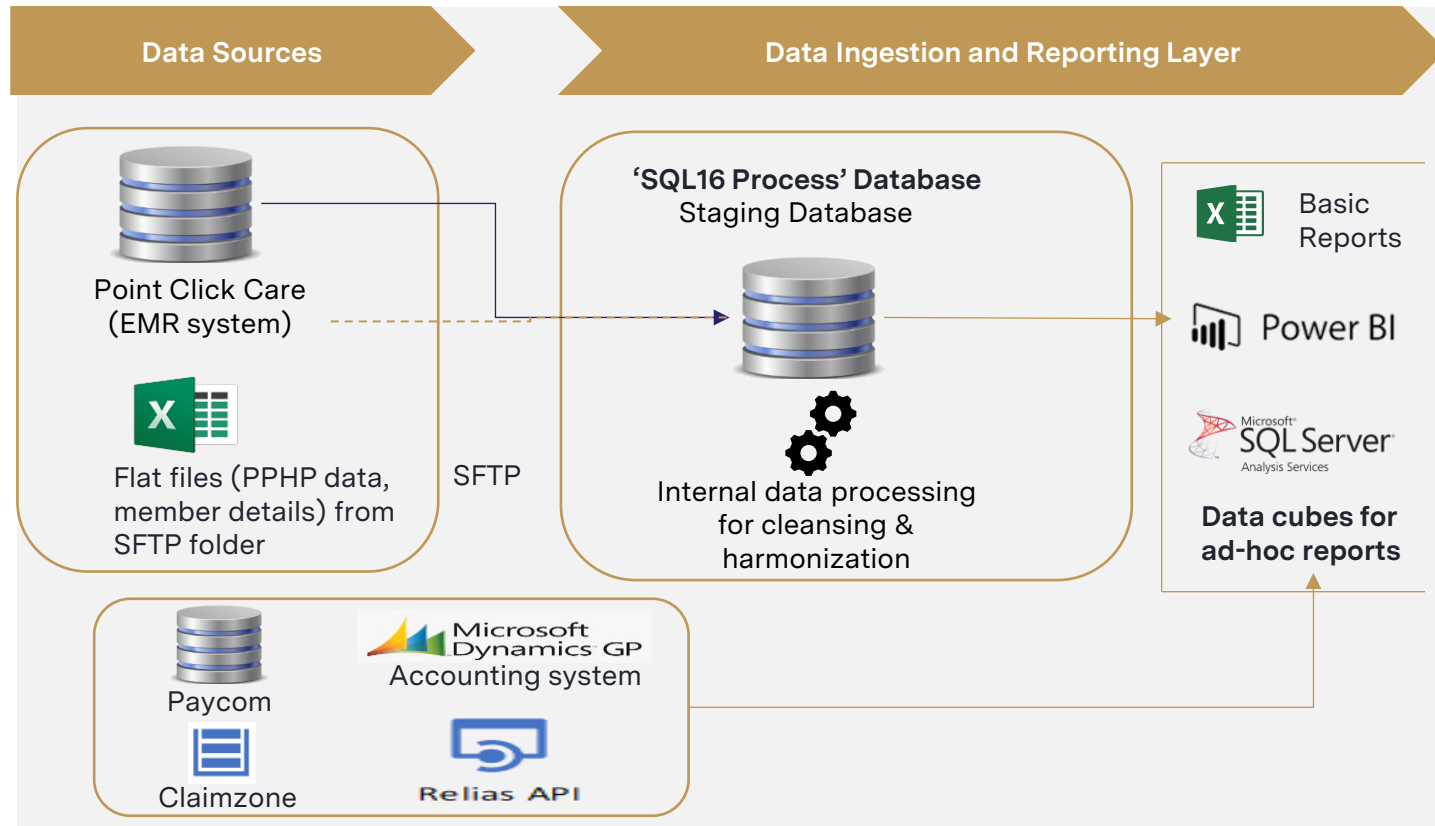 Data Sources
Data Ingestion and Reporting Layer
Point Click Care
(EMR system)
X
Flat files (PPHP data,
member details) from
SFTP folder
SFTP
‘SQL16 Process’ Database
Staging Database
Internal data processing
for cleansing &
harmonization
X
Basic
Reports
Power BI
Microsoft®
SQL Server®
Analysis Services
Data cubes for
ad-hoc reports
Paycom
Microsoft
Dynamics GP
Accounting system
Claimzone
Relias API